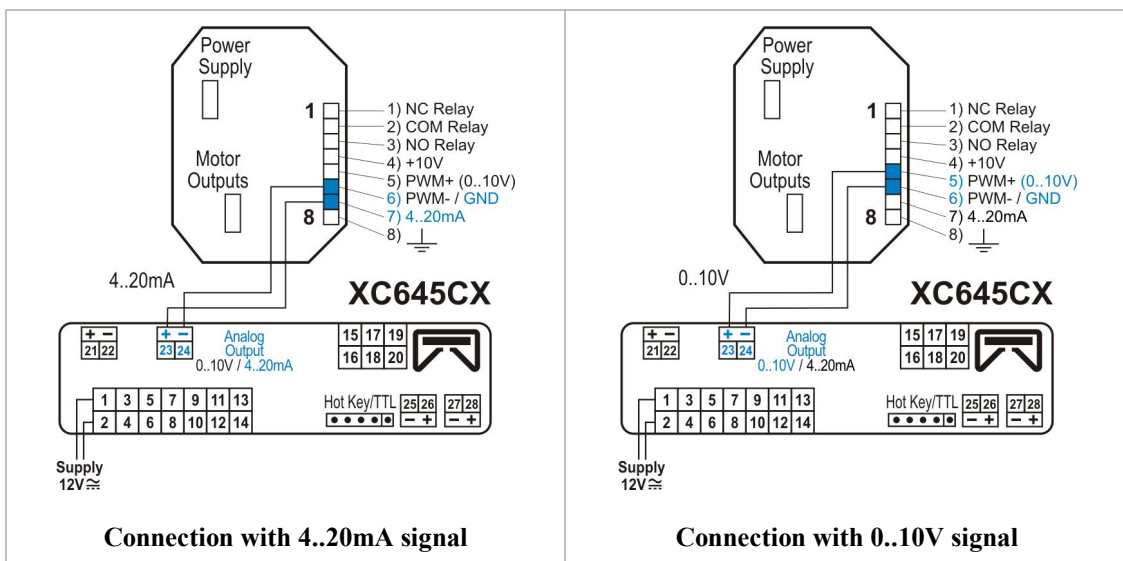 Power
Supply
1
1) NC Relay
2) COM Relay
3) NO Relay
4) +10V
5) PWM+ (0..10V)
6) PWM- / GND
7) 4..20mA
8)
Motor
Outputs
8
4..20mA
XC645CX
+ −
21 22
+ −
23 24
Analog
Output
0..10V / 4..20mA
15 17 19
16 18 20
1 3 5 7 9 11 13
2 4 6 8 10 12 14
Hot Key/TTL
25 26
− +
27 28
− +
Supply
12V
Connection with 4..20mA signal
Power
Supply
1
1) NC Relay
2) COM Relay
3) NO Relay
4) +10V
5) PWM+ (0..10V)
6) PWM- / GND
7) 4..20mA
8)
Motor
Outputs
8
0..10V
XC645CX
+ −
21 22
+ −
23 24
Analog
Output
0..10V / 4..20mA
15 17 19
16 18 20
1 3 5 7 9 11 13
2 4 6 8 10 12 14
Hot Key/TTL
25 26
− +
27 28
− +
Supply
12V
Connection with 0..10V signal